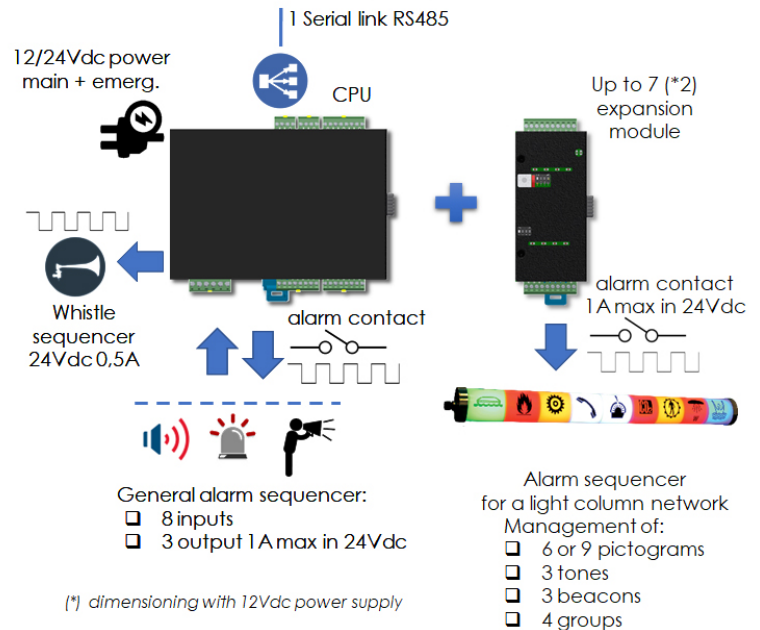 1 Serial link RS485
12/24Vdc power
main + emerg.
CPU
Up to 7 (*2)
expansion
module
Whistle
sequencer
24Vdc 0,5A
alarm contact
alarm contact
1A max in 24Vdc
General alarm sequencer:
8 inputs
3 output 1A max in 24Vdc
(*) dimensioning with 12Vdc power supply
Alarm sequencer
for a light column network
Management of:
6 or 9 pictograms
3 tones
3 beacons
4 groups